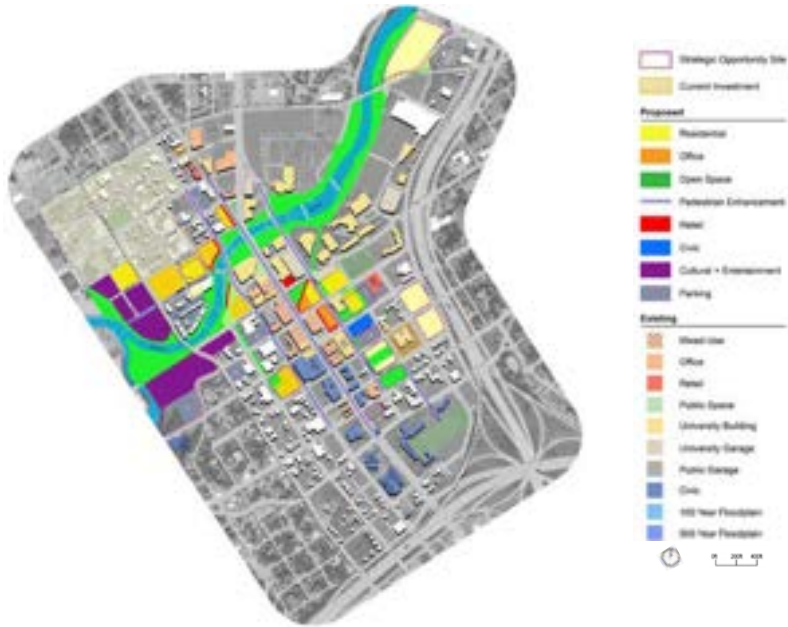 Strategic Opportunity Site
Current Investment
Proposed
Residential
Office
Open Space
Pedestrian Enhancement
Retail
Civic
Cultural + Entertainment
Parking
Existing
Mixed Use
Office
Retail
Public Space
University Building
University Garage
Public Garage
Civic
100 Year Floodplain
500 Year Floodplain